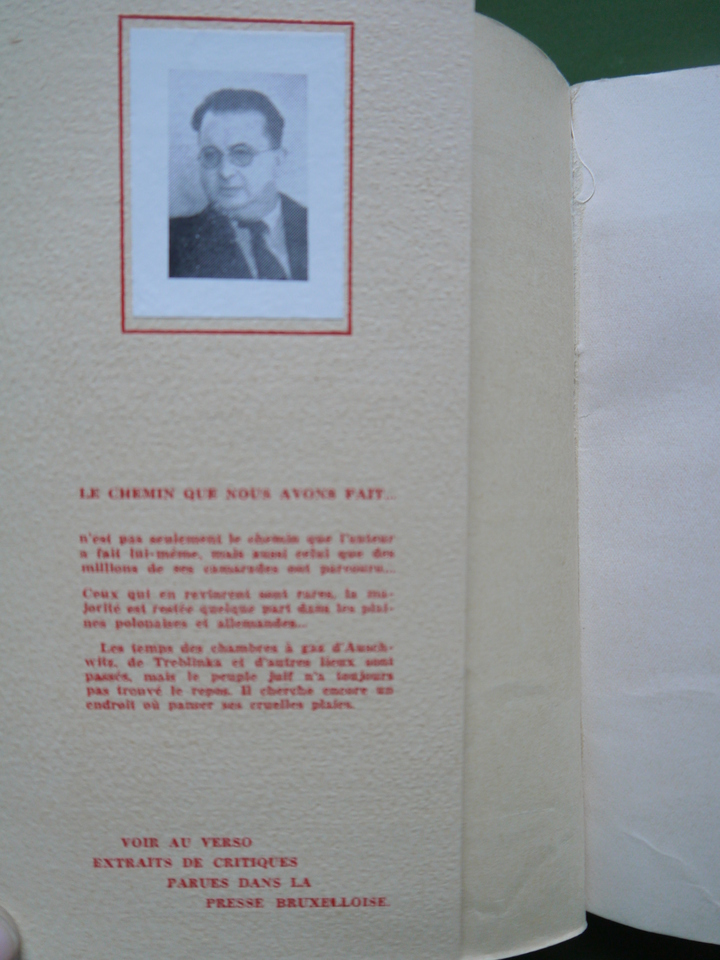 LE CHEMIN QUE NOUS AVONS FAIT...
n'est pas seulement le chemin que l'auteur
a fait lui-même, mais aussi celui que des
millions de ses camarades ont parcouru...
Ceux qui en revinrent sont rares, la ma-
jorité est restée quelque part dans les plai-
nes polonaises et allemandes...
Les temps des chambres à gaz d'Ausch-
witz, de Treblinka et d'autres lieux sont
passés, mais le peuple juif n'a toujours
pas trouvé le repos. Il cherche encore un
endroit où panser ses cruelles plaies.
VOIR AU VERSO
EXTRAITS DE CRITIQUES
PARUES DANS LA
PRESSE BRUXELLOISE.